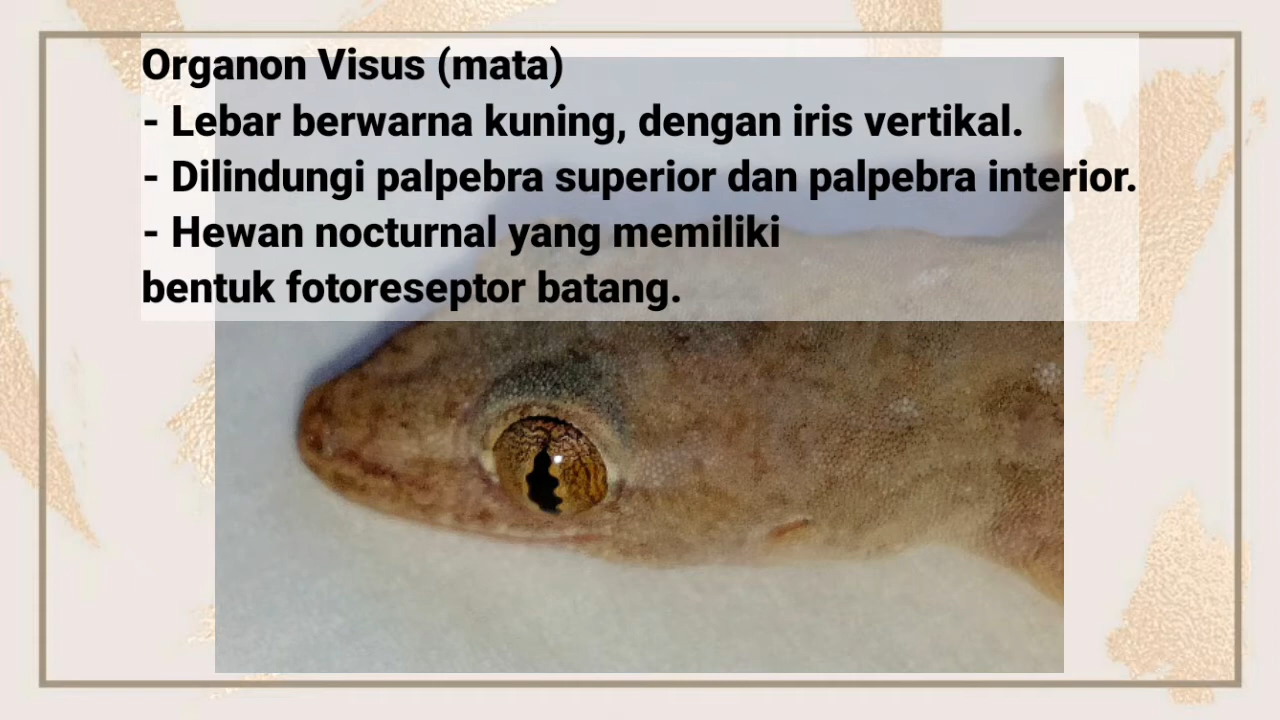 Organon Visus (mata)
- Lebar berwarna kuning, dengan iris vertikal.
- Dilindungi palpebra superior dan palpebra interior.
- Hewan nocturnal yang memiliki
bentuk fotoreseptor batang.